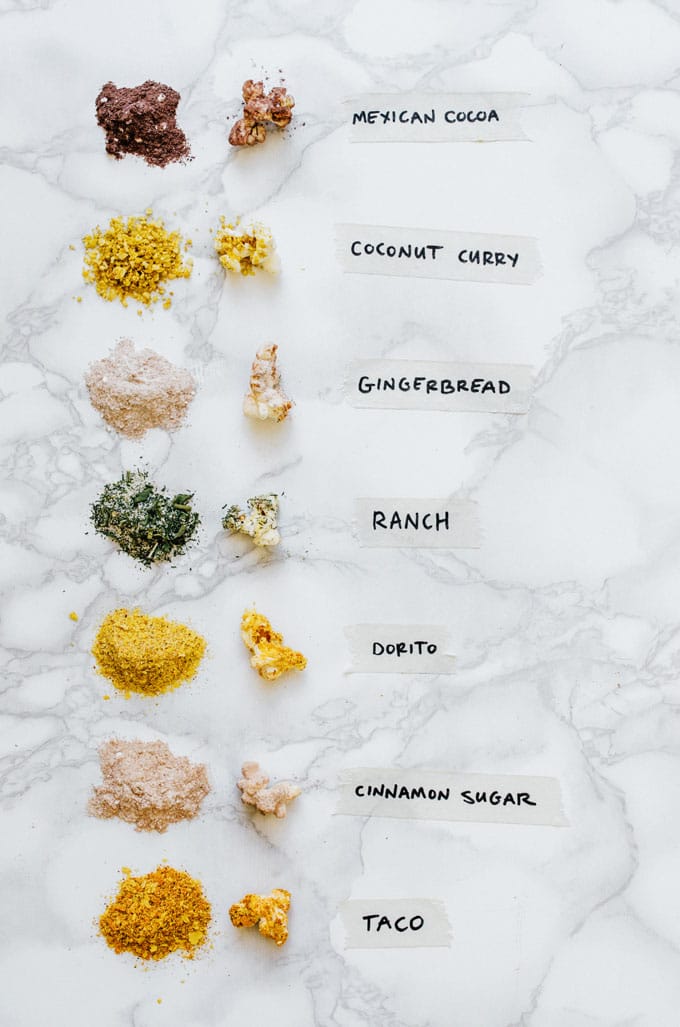 MEXICAN COCOA
COCONUT CURRY
GINGERBREAD
RANCH
DORITO
CINNAMON SUGAR
TACO